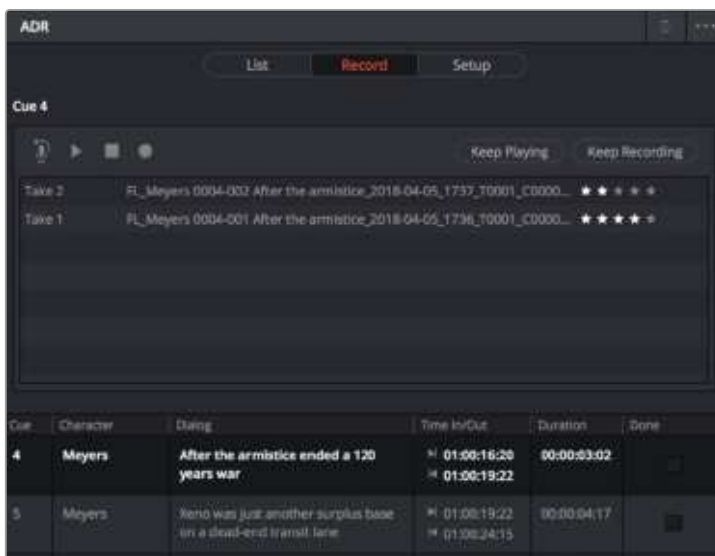 ADR
List Record Setup
Cue 4
Keep Playing Keep Recording
Take 2 FL_Meyers 0004-002 After the armistice_2018-04-05_1737_T0001_C0000...
Take 1 FL_Meyers 0004-001 After the armistice_2018-04-05_1736_T0001_C0000...
Cue Character Dialog Time In/Out Duration Done
4 Meyers After the armistice ended a 120 01:00:16:20 00:00:03:02
years war 01:00:19:22
5 Meyers Xeno was just another surplus base 01:00:19:22 00:00:04:17
on a dead-end transit lane 01:00:24:15